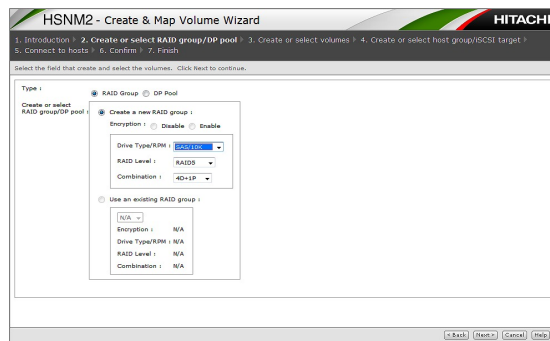 HSNM2 - Create & Map Volume Wizard
HITACHI
1. Introduction 2. Create or select RAID group/DP pool 3. Create or select volumes 4. Create or select host group/iSCSI target
5. Connect to hosts 6. Confirm 7. Finish
Select the field that create and select the volumes. Click Next to continue.
Type :
RAID Group DP Pool
Create or select
RAID group/DP pool :
Create a new RAID group :
Encryption : Disable Enable
Drive Type/RPM : SAS/10K
RAID Level : RAID5
Combination : 4D+1P
Use an existing RAID group :
N/A
Encryption : N/A
Drive Type/RPM : N/A
RAID Level : N/A
Combination : N/A
< Back Next > Cancel Help